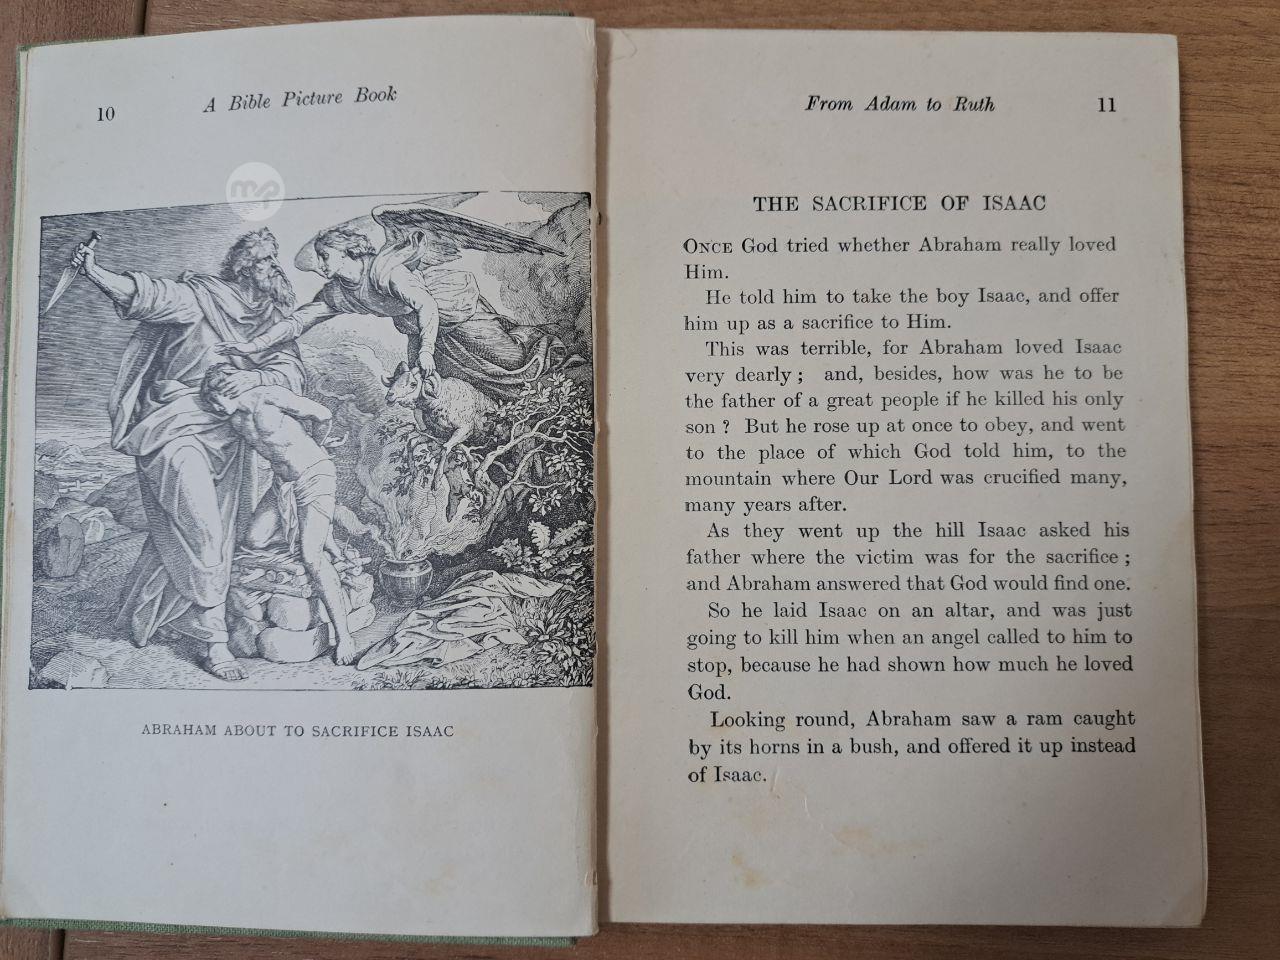 10 A Bible Picture Book
mp
ABRAHAM ABOUT TO SACRIFICE ISAAC
From Adam to Ruth 11
THE SACRIFICE OF ISAAC
ONCE God tried whether Abraham really loved
Him.
He told him to take the boy Isaac, and offer
him up as a sacrifice to Him.
This was terrible, for Abraham loved Isaac
very dearly ; and, besides, how was he to be
the father of a great people if he killed his only
son ? But he rose up at once to obey, and went
to the place of which God told him, to the
mountain where Our Lord was crucified many,
many years after.
As they went up the hill Isaac asked his
father where the victim was for the sacrifice ;
and Abraham answered that God would find one.
So he laid Isaac on an altar, and was just
going to kill him when an angel called to him to
stop, because he had shown how much he loved
God.
Looking round, Abraham saw a ram caught
by its horns in a bush, and offered it up instead
of Isaac.